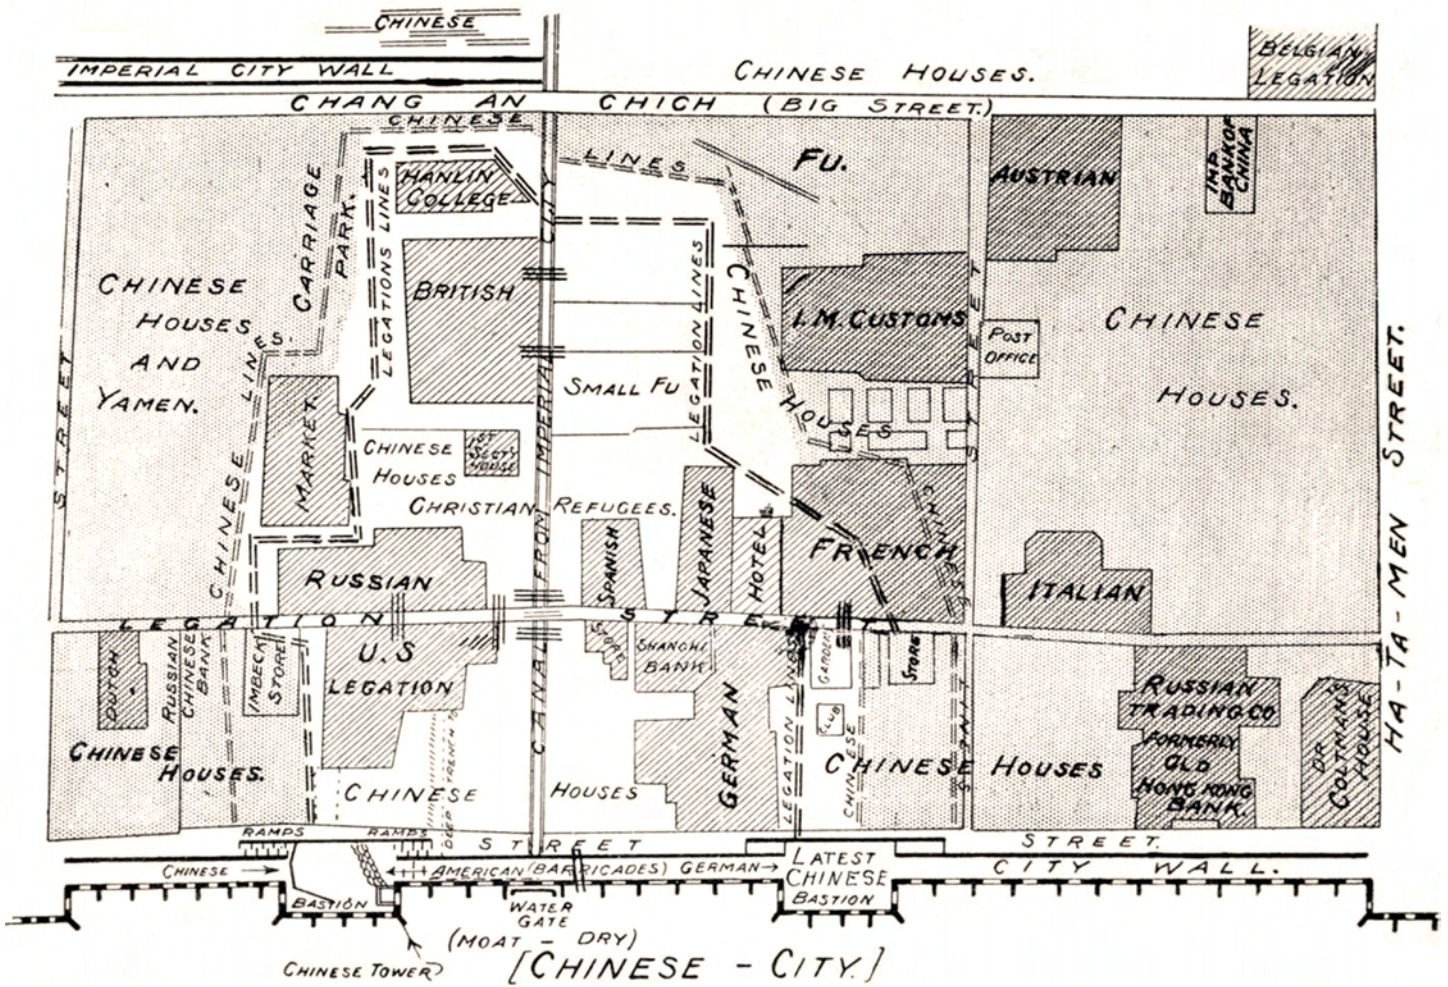 CHINESE
IMPERIAL CITY WALL
CHINESE HOUSES.
BELGIAN
LEGATION
CHANG AN CHICH (BIG STREET.)
CHINESE
LINES
FU.
CARRIAGE
PARK.
LEGATIONS LINES
HANLIN
COLLEGE
AUSTRIAN
IMP.
BANK OF
CHINA
CHINESE
HOUSES
AND
YAMEN.
BRITISH
LEGATION LINES
CHINESE
I.M. CUSTOMS
POST
OFFICE
CHINESE
HOUSES.
STREET
STREET
HA-TA-MEN STREET.
CHINESE LINES.
MARKET.
SMALL FU
HOUSES
CHINESE
HOUSES
HOUSE
CHRISTIAN REFUGEES.
CANAL FROM IMPERIAL CITY
RUSSIAN
SPANISH
JAPANESE
HOTEL
FRENCH
CHINESE
LINES
ITALIAN
LEGATION STREET
DUTCH
RUSSIAN
CHINESE
BANK
IMBECK
STORE
U.S
LEGATION
STORE
BANK
GERMAN
LEGATION LINES
GARDEN
CLUB
STORE
CHINESE
RUSSIAN
TRADING CO
FORMERLY
OLD
HONG KONG
BANK.
DR
COLTMANS
HOUSE
CHINESE
HOUSES.
CHINESE
DEEP TRENCH
HOUSES
CHINESE HOUSES
RAMPS
RAMPS
STREET
STREET.
CHINESE
AMERICAN (BARRICADES) GERMAN
LATEST
CHINESE
BASTION
CITY WALL.
BASTION
WATER
GATE
(MOAT - DRY)
CHINESE TOWER
[CHINESE - CITY.]